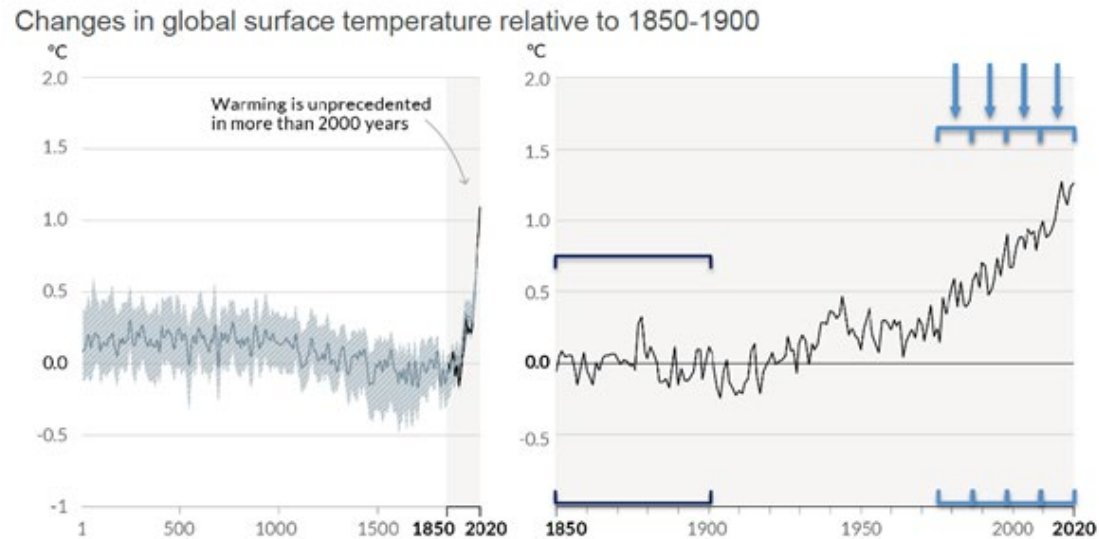 Changes in global surface temperature relative to 1850-1900
°C
2.0
1.5
1.0
0.5
0.0
-0.5
-1
Warming is unprecedented
in more than 2000 years
1 500 1000 1500 1850 2020
°C
2.0
1.5
1.0
0.5
0.0
-0.5
1850 1900 1950 2000 2020